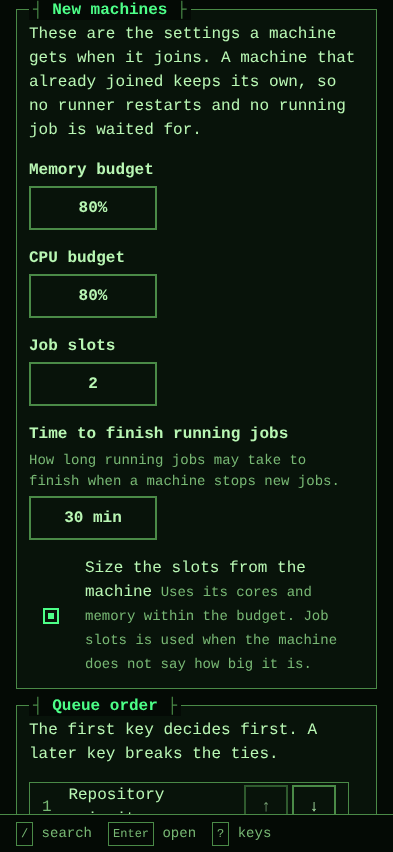 New machines
These are the settings a machine
gets when it joins. A machine that
already joined keeps its own, so
no runner restarts and no running
job is waited for.
Memory budget
80%
CPU budget
80%
Job slots
2
Time to finish running jobs
How long running jobs may take to
finish when a machine stops new jobs.
30 min
Size the slots from the
machine Uses its cores and
memory within the budget. Job
slots is used when the machine
does not say how big it is.
Queue order
The first key decides first. A
later key breaks the ties.
1 Repository ↑ ↓
/ search Enter open ? keys